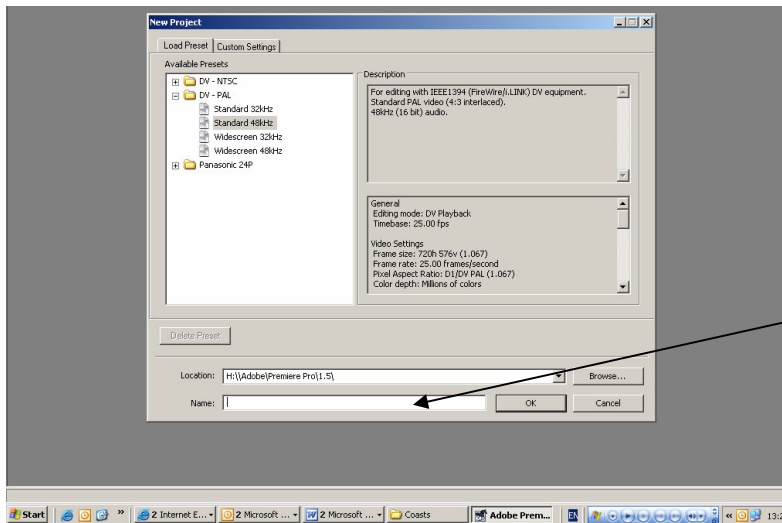 New Project
Load Preset Custom Settings
Available Presets
DV - NTSC
DV - PAL
Standard 32kHz
Standard 48kHz
Widescreen 32kHz
Widescreen 48kHz
Panasonic 24P
Description
For editing with IEEE1394 (FireWire/i.LINK) DV equipment.
Standard PAL video (4:3 interlaced).
48kHz (16 bit) audio.
General
Editing mode: DV Playback
Timebase: 25.00 fps
Video Settings
Frame size: 720h 576v (1.067)
Frame rate: 25.00 frames/second
Pixel Aspect Ratio: D1/DV PAL (1.067)
Color depth: Millions of colors
Delete Preset
Location: H:\\Adobe\Premiere Pro\1.5\ Browse...
Name: OK Cancel
Start » 2 Internet E... 2 Microsoft ... 2 Microsoft ... Coasts Adobe Prem... EN « 13:2